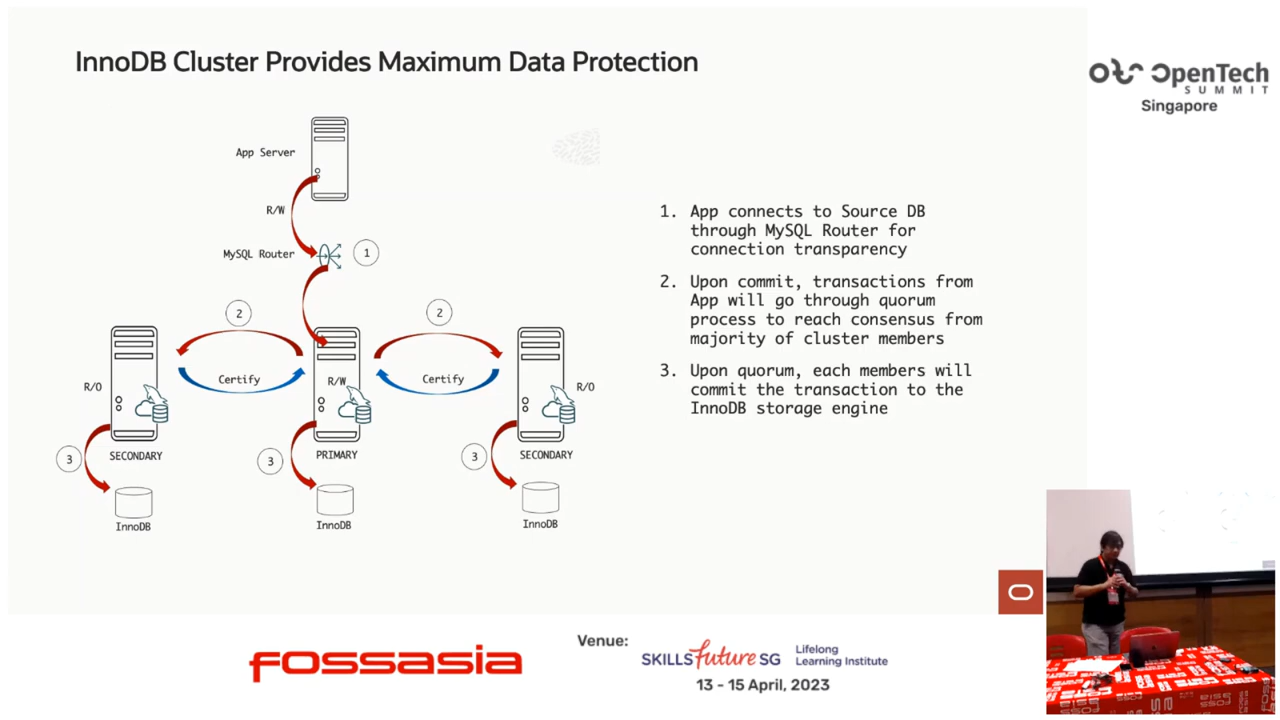 InnoDB Cluster Provides Maximum Data Protection
OpenTech
SUMMIT
Singapore
App Server
R/W
MySQL Router
1
1. App connects to Source DB
through MySQL Router for
connection transparency
2. Upon commit, transactions from
App will go through quorum
process to reach consensus from
majority of cluster members
3. Upon quorum, each members will
commit the transaction to the
InnoDB storage engine
2
2
R/O
Certify
R/W
Certify
R/O
3
SECONDARY
3
PRIMARY
3
SECONDARY
InnoDB
InnoDB
InnoDB
FOSSASIA
Venue:
SKILLS future SG
Lifelong
Learning Institute
13 - 15 April, 2023